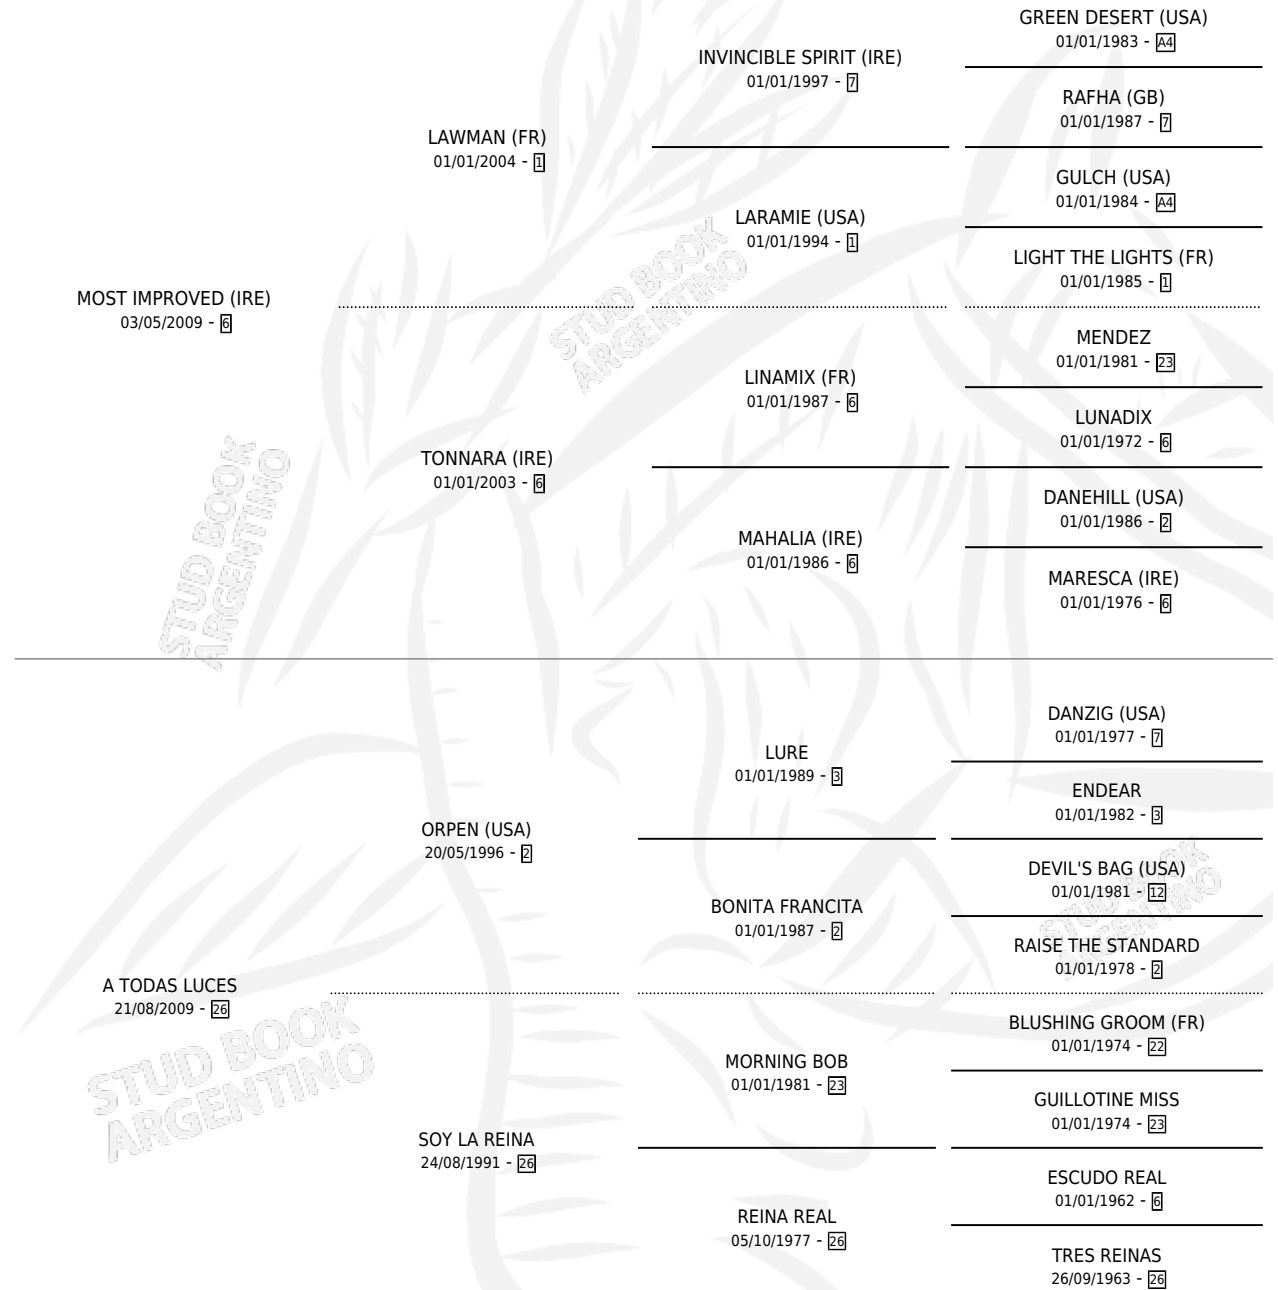 GREEN DESERT (USA)
01/01/1983 - A4
INVINCIBLE SPIRIT (IRE)
01/01/1997 - 7
RAFHA (GB)
01/01/1987 - 7
LAWMAN (FR)
01/01/2004 - 1
GULCH (USA)
01/01/1984 - A4
LARAMIE (USA)
01/01/1994 - 1
LIGHT THE LIGHTS (FR)
01/01/1985 - 1
MOST IMPROVED (IRE)
03/05/2009 - 6
MENDEZ
01/01/1981 - 23
LINAMIX (FR)
01/01/1987 - 6
LUNADIX
01/01/1972 - 6
TONNARA (IRE)
01/01/2003 - 6
DANEHILL (USA)
01/01/1986 - 2
MAHALIA (IRE)
01/01/1986 - 6
MARESCA (IRE)
01/01/1976 - 6
DANZIG (USA)
01/01/1977 - 7
LURE
01/01/1989 - 3
ENDEAR
01/01/1982 - 3
ORPEN (USA)
20/05/1996 - 2
DEVIL'S BAG (USA)
01/01/1981 - 12
BONITA FRANCITA
01/01/1987 - 2
RAISE THE STANDARD
01/01/1978 - 2
A TODAS LUCES
21/08/2009 - 26
BLUSHING GROOM (FR)
01/01/1974 - 22
MORNING BOB
01/01/1981 - 23
GUILLOTINE MISS
01/01/1974 - 23
SOY LA REINA
24/08/1991 - 26
ESCUDO REAL
01/01/1962 - 6
REINA REAL
05/10/1977 - 26
TRES REINAS
26/09/1963 - 26
STUD BOOK
ARGENTINO
STUD BOOK
ARGENTINO
STUD BOOK
ARGENTINO
STUD BOOK
ARGENTINO